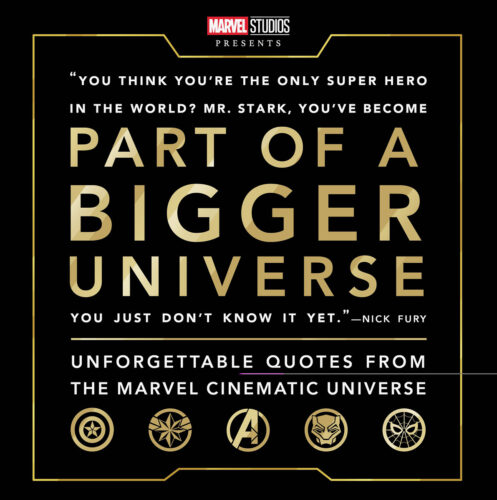 MARVEL STUDIOS
PRESENTS
“YOU THINK YOU’RE THE ONLY SUPER HERO
IN THE WORLD? MR. STARK, YOU’VE BECOME
PART OF A
BIGGER
UNIVERSE
YOU JUST DON’T KNOW IT YET.”—NICK FURY
UNFORGETTABLE QUOTES FROM
THE MARVEL CINEMATIC UNIVERSE